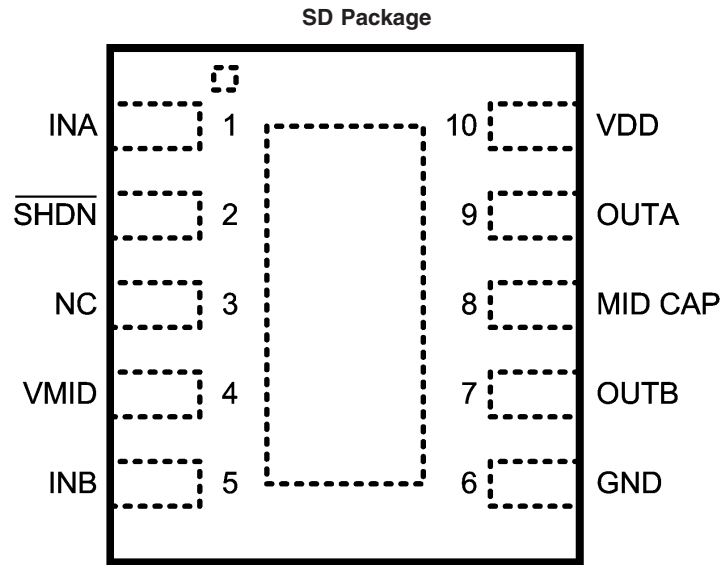 SD Package
INA 1 10 VDD
SHDN 2 9 OUTA
NC 3 8 MID CAP
VMID 4 7 OUTB
INB 5 6 GND